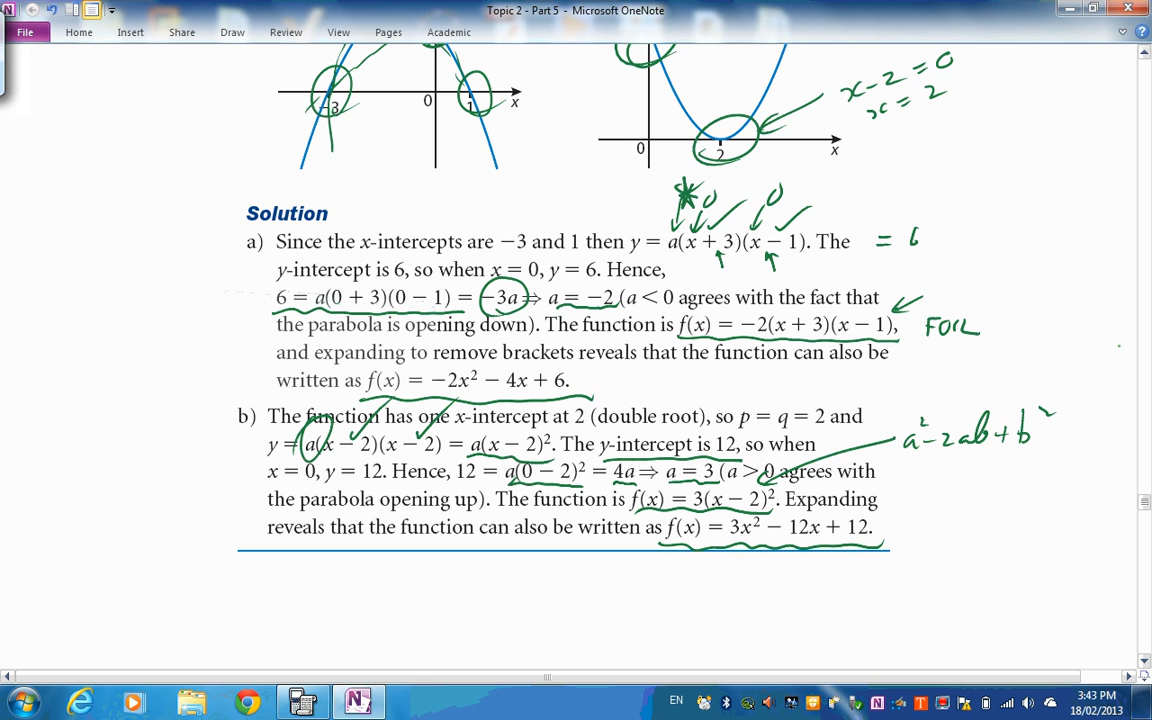 Topic 2 - Part 5 - Microsoft OneNote
File Home Insert Share Draw Review View Pages Academic
-3 0 1 x
0 2 x
x-2=0
x=2
0 0
Solution
a) Since the x-intercepts are −3 and 1 then y = a(x + 3)(x − 1). The = 6
y-intercept is 6, so when x = 0, y = 6. Hence,
6 = a(0 + 3)(0 − 1) = −3a ⇒ a = −2 (a < 0 agrees with the fact that
the parabola is opening down). The function is f(x) = −2(x + 3)(x − 1), FOIL
and expanding to remove brackets reveals that the function can also be
written as f(x) = −2x² − 4x + 6.
b) The function has one x-intercept at 2 (double root), so p = q = 2 and
y = a(x − 2)(x − 2) = a(x − 2)². The y-intercept is 12, so when a²-2ab+b²
x = 0, y = 12. Hence, 12 = a(0 − 2)² = 4a ⇒ a = 3 (a > 0 agrees with
the parabola opening up). The function is f(x) = 3(x − 2)². Expanding
reveals that the function can also be written as f(x) = 3x² − 12x + 12.
EN 3:43 PM
18/02/2013